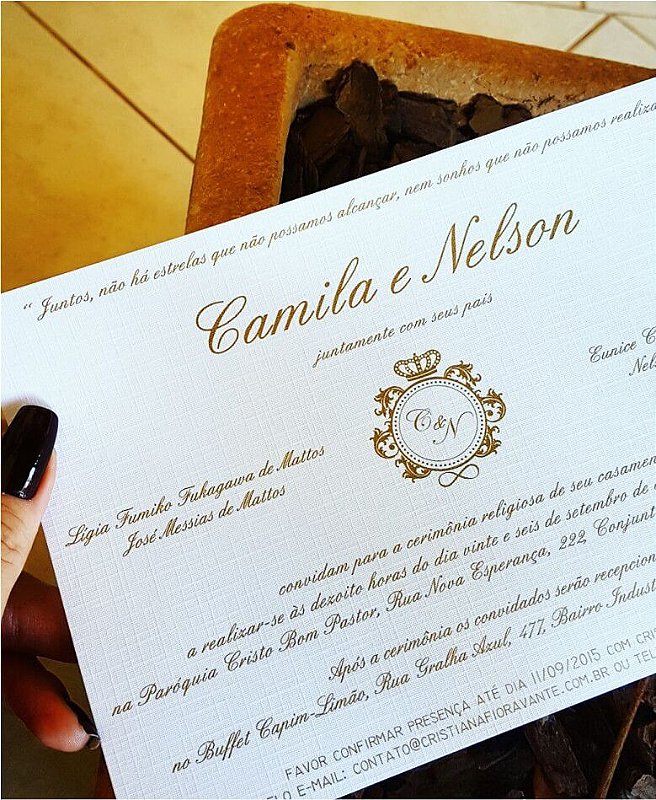 “ Juntos, não há estrelas que não possamos alcançar, nem sonhos que não possamos realiza
Camila e Nelson
juntamente com seus pais
C&N
Eunice C
Nels
Ligia Fumiko Fukagawa de Mattos
José Messias de Mattos
convidam para a cerimônia religiosa de seu casamen
a realizar-se às dezoito horas do dia vinte e seis de setembro de
na Paróquia Cristo Bom Pastor, Rua Nova Esperança, 222, Conjunt
Após a cerimônia os convidados serão recepcion
no Buffet Capim-Limão, Rua Gralha Azul, 477, Bairro Indust
FAVOR CONFIRMAR PRESENÇA ATÉ DIA 11/09/2015 COM CRIS
ELO E-MAIL: CONTATO@CRISTIANAFIORAVANTE.COM.BR OU TEL